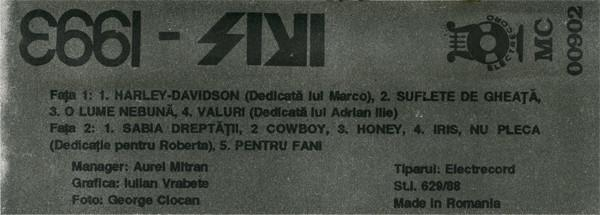 IRIS - 1993
ELECTRECORD
MC
00902
Fața 1: 1. HARLEY-DAVIDSON (Dedicată lui Marco), 2. SUFLETE DE GHEAȚĂ,
3. O LUME NEBUNĂ, 4. VALURI (Dedicată lui Adrian Ilie)
Fața 2: 1. SABIA DREPTĂȚII, 2 COWBOY, 3. HONEY, 4. IRIS, NU PLECA
(Dedicație pentru Roberta), 5. PENTRU FANI
Manager: Aurel Mitran
Grafica: Iulian Vrabete
Foto: George Ciocan
Tiparul: Electrecord
St.I. 629/88
Made in Romania